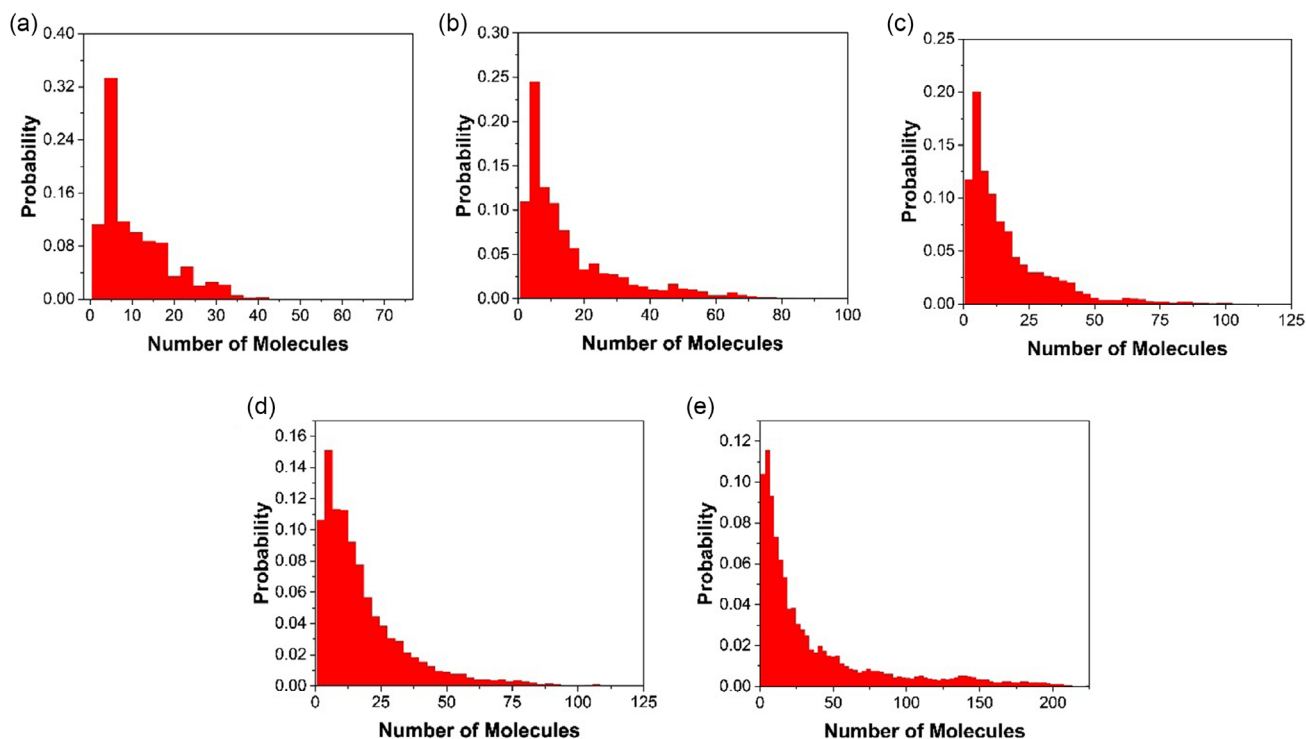 (a)
0.40
0.32
0.24
0.16
0.08
0.00
Probability
0 10 20 30 40 50 60 70
Number of Molecules
(b)
0.30
0.25
0.20
0.15
0.10
0.05
0.00
Probability
0 20 40 60 80 100
Number of Molecules
(c)
0.25
0.20
0.15
0.10
0.05
0.00
Probability
0 25 50 75 100 125
Number of Molecules
(d)
0.16
0.14
0.12
0.10
0.08
0.06
0.04
0.02
0.00
Probability
0 25 50 75 100 125
Number of Molecules
(e)
0.12
0.10
0.08
0.06
0.04
0.02
0.00
Probability
0 50 100 150 200
Number of Molecules